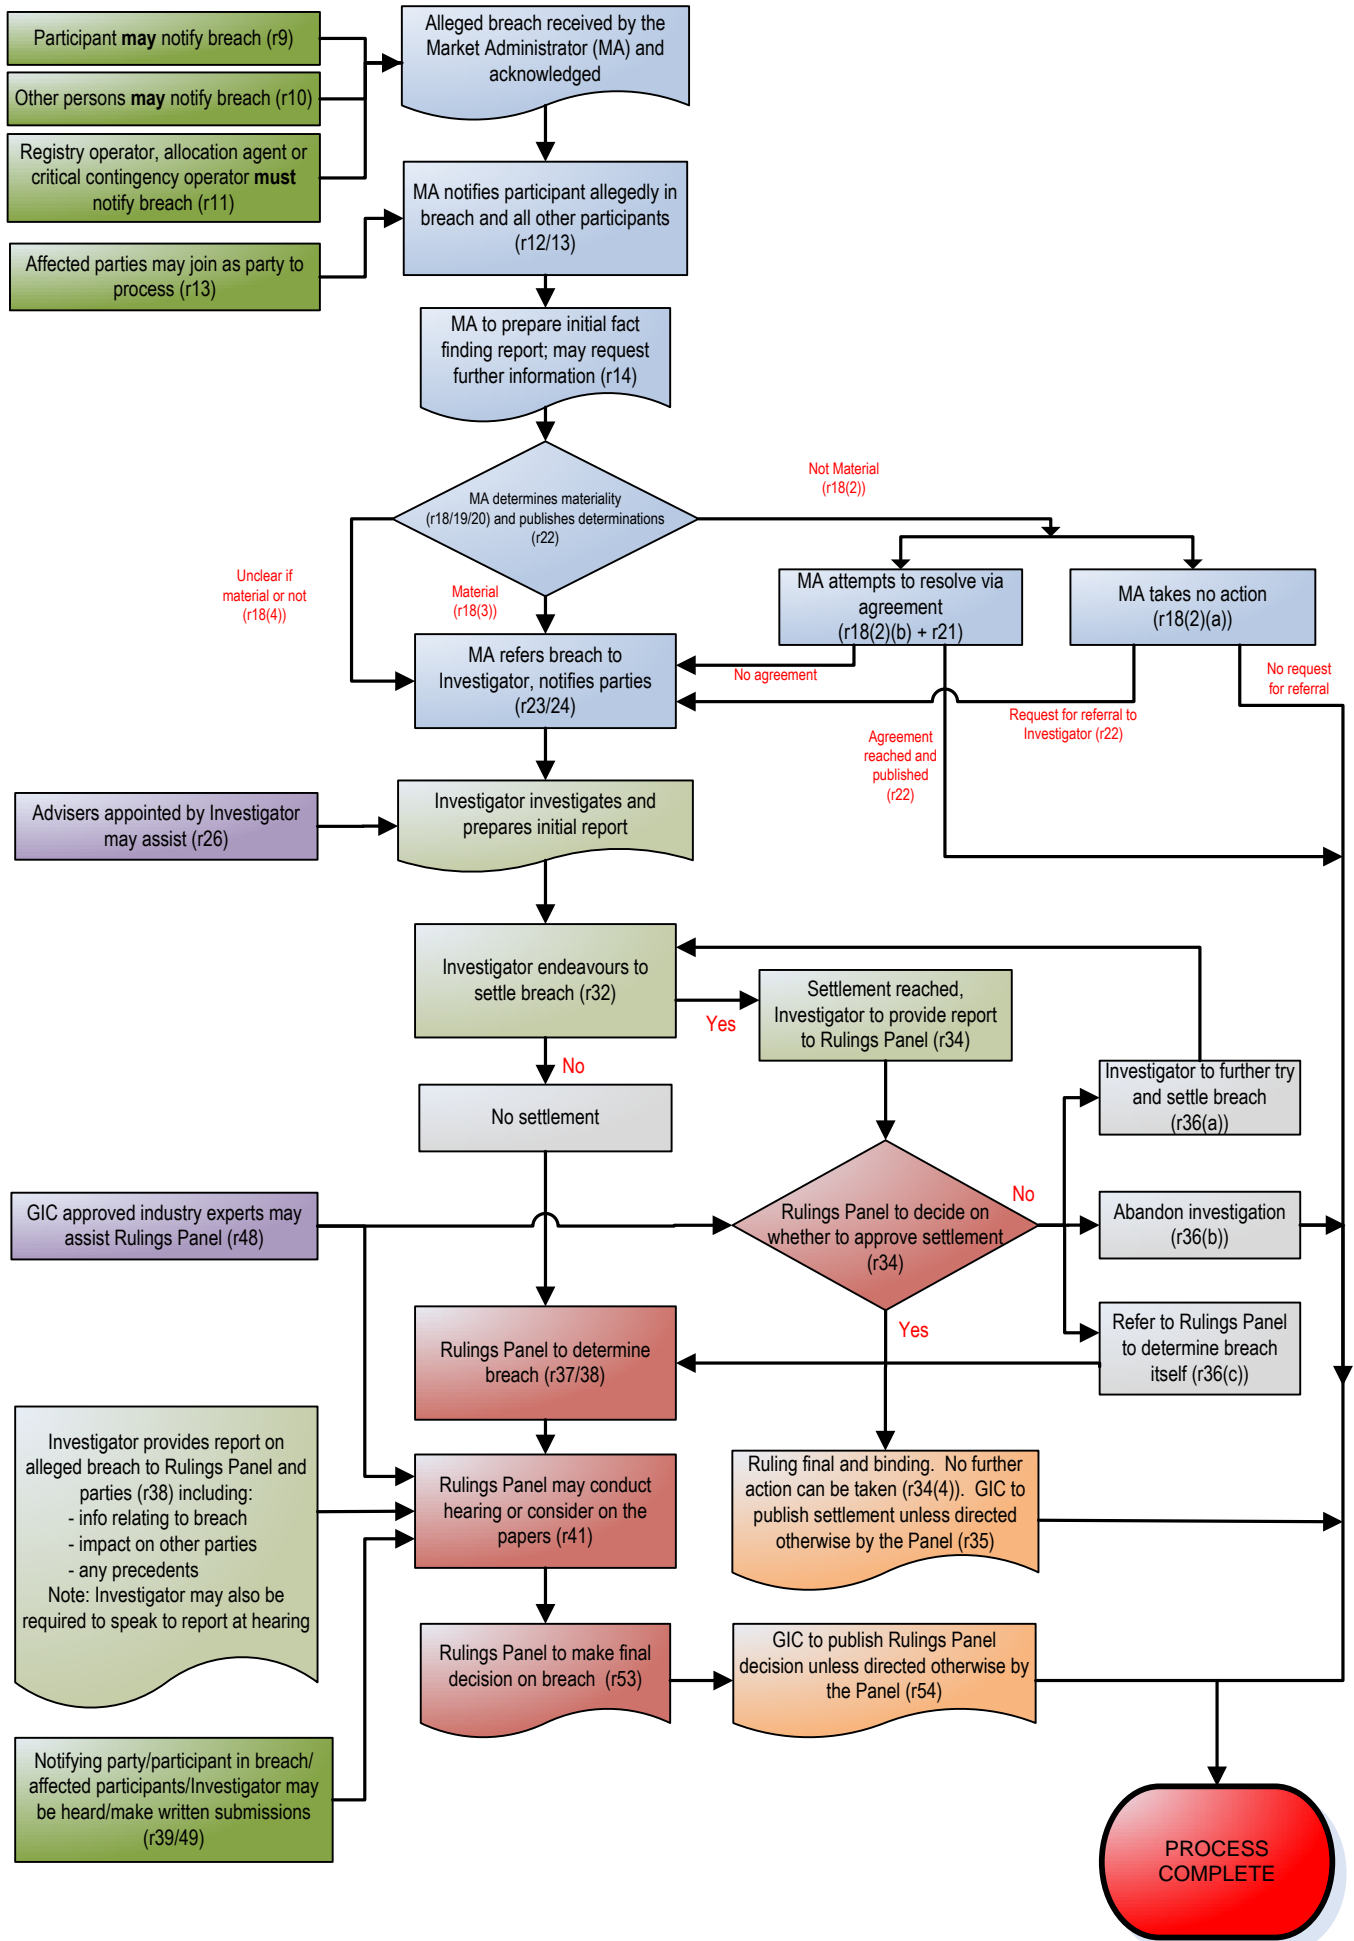 Participant may notify breach (r9)
Other persons may notify breach (r10)
Registry operator, allocation agent or
critical contingency operator must
notify breach (r11)
Affected parties may join as party to
process (r13)
Alleged breach received by the
Market Administrator (MA) and
acknowledged
MA notifies participant allegedly in
breach and all other participants
(r12/13)
MA to prepare initial fact
finding report; may request
further information (r14)
MA determines materiality
(r18/19/20) and publishes determinations
(r22)
Not Material
(r18(2))
Unclear if
material or not
(r18(4))
Material
(r18(3))
MA attempts to resolve via
agreement
(r18(2)(b) + r21)
MA takes no action
(r18(2)(a))
MA refers breach to
Investigator, notifies parties
(r23/24)
No agreement
No request
for referral
Request for referral to
Investigator (r22)
Agreement
reached and
published
(r22)
Advisers appointed by Investigator
may assist (r26)
Investigator investigates and
prepares initial report
Investigator endeavours to
settle breach (r32)
Yes
Settlement reached,
Investigator to provide report
to Rulings Panel (r34)
No
No settlement
Investigator to further try
and settle breach
(r36(a))
GIC approved industry experts may
assist Rulings Panel (r48)
Rulings Panel to decide on
whether to approve settlement
(r34)
No
Abandon investigation
(r36(b))
Yes
Refer to Rulings Panel
to determine breach
itself (r36(c))
Rulings Panel to determine
breach (r37/38)
Investigator provides report on
alleged breach to Rulings Panel and
parties (r38) including:
- info relating to breach
- impact on other parties
- any precedents
Note: Investigator may also be
required to speak to report at hearing
Rulings Panel may conduct
hearing or consider on the
papers (r41)
Ruling final and binding. No further
action can be taken (r34(4)). GIC to
publish settlement unless directed
otherwise by the Panel (r35)
Rulings Panel to make final
decision on breach (r53)
GIC to publish Rulings Panel
decision unless directed otherwise by
the Panel (r54)
Notifying party/participant in breach/
affected participants/Investigator may
be heard/make written submissions
(r39/49)
PROCESS
COMPLETE